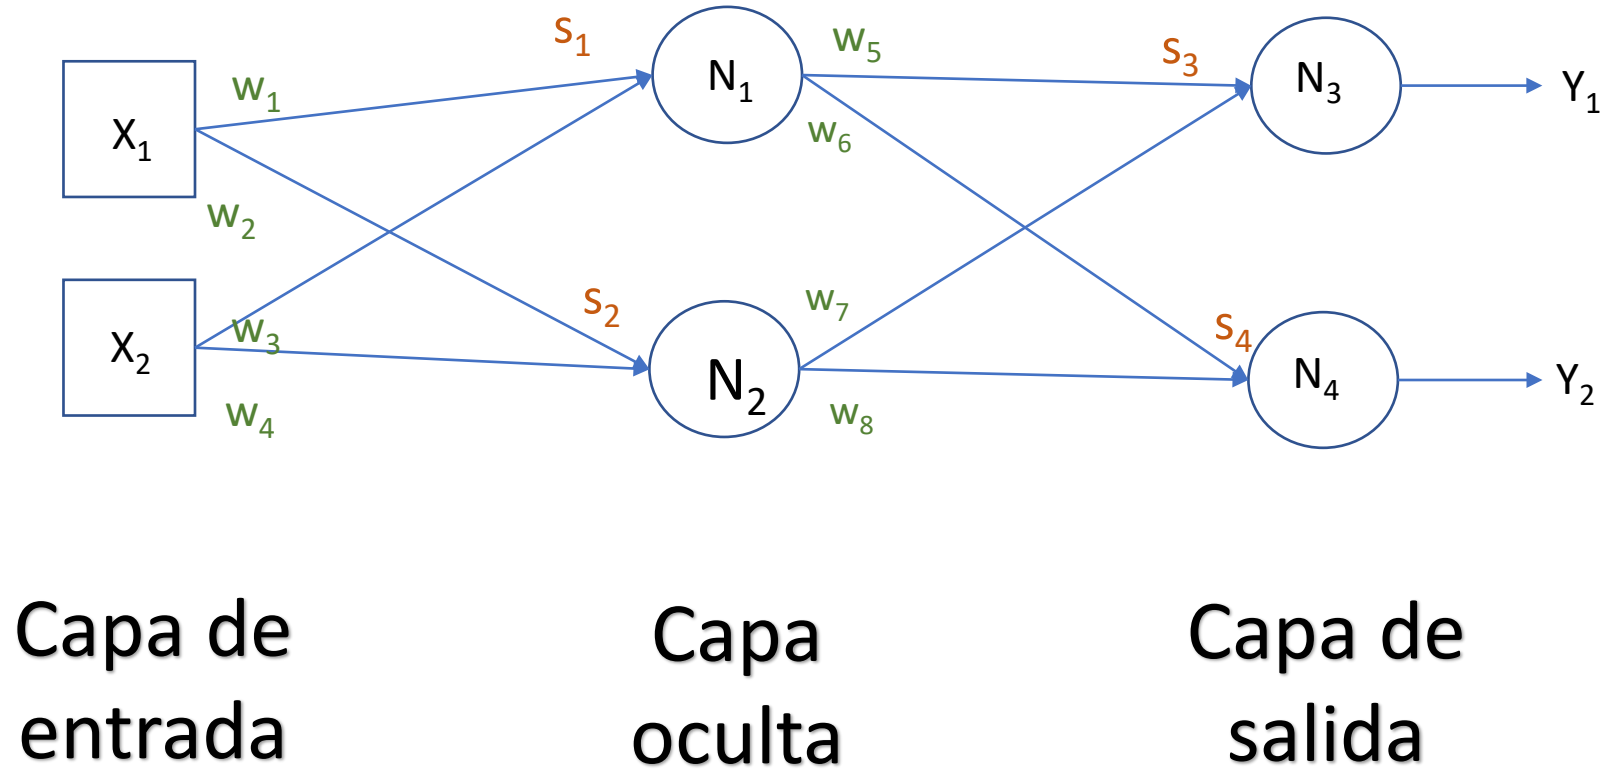 S₁
W₅
S₃
N₁
N₃
Y₁
W₁
X₁
W₆
W₂
S₂
W₇
S₄
X₂
W₃
N₂
N₄
Y₂
W₄
W₈
Capa de entrada
Capa oculta
Capa de salida